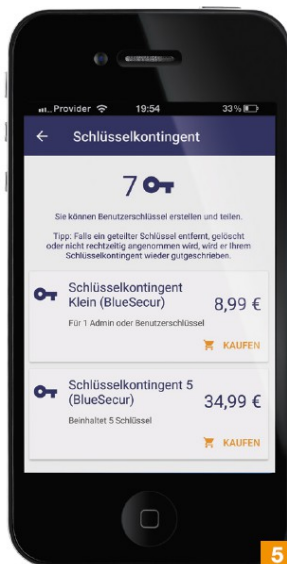 Provider 19:54 33%
Schlüsselkontingent
7
Sie können Benutzerschlüssel erstellen und teilen.
Tipp: Falls ein geteilter Schlüssel entfernt, gelöscht
oder nicht rechtzeitig angenommen wird, wird er Ihrem
Schlüsselkontingent wieder gutgeschrieben.
Schlüsselkontingent
Klein (BlueSecur) 8,99 €
Für 1 Admin oder Benutzerschlüssel
KAUFEN
Schlüsselkontingent 5
(BlueSecur) 34,99 €
Beinhaltet 5 Schlüssel
KAUFEN
5